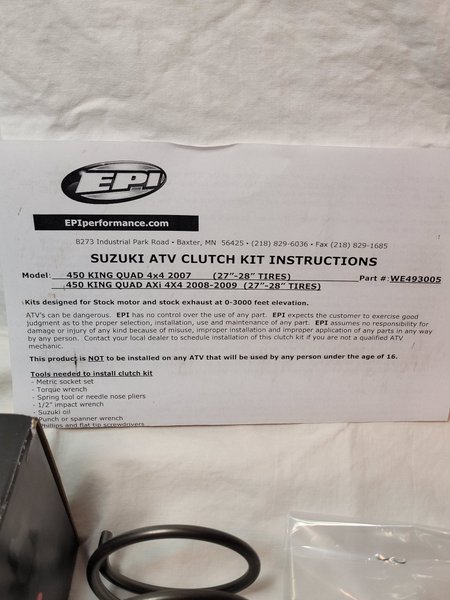 EPI
EPIperformance.com
8273 Industrial Park Road • Baxter, MN 56425 • (218) 829-6036 • Fax (218) 829-1685
SUZUKI ATV CLUTCH KIT INSTRUCTIONS
Model: 450 KING QUAD 4x4 2007 (27"-28" TIRES) Part #:WE493005
450 KING QUAD AXi 4X4 2008-2009 (27"-28" TIRES)
Kits designed for Stock motor and stock exhaust at 0-3000 feet elevation.
ATV's can be dangerous. EPI has no control over the use of any part. EPI expects the customer to exercise good
judgment as to the proper selection, installation, use and maintenance of any part. EPI assumes no responsibility for
damage or injury of any kind because of misuse, improper installation and improper application of any parts in any way
by any person. Contact your local dealer to schedule installation of this clutch kit if you are not a qualified ATV
mechanic.
This product is NOT to be installed on any ATV that will be used by any person under the age of 16.
Tools needed to install clutch kit
- Metric socket set
- Torque wrench
- Spring tool or needle nose pliers
- 1/2" impact wrench
- Suzuki oil
- Punch or spanner wrench
- Phillips and flat tip screwdrivers